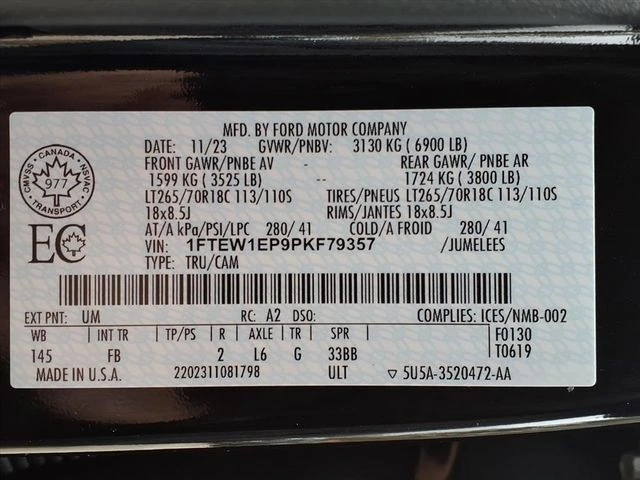 MFD. BY FORD MOTOR COMPANY
DATE: 11/23 GVWR/PNBV: 3130 KG ( 6900 LB)
FRONT GAWR/PNBE AV - REAR GAWR/ PNBE AR
1599 KG ( 3525 LB) -- 1724 KG ( 3800 LB)
LT265/70R18C 113/110S TIRES/PNEUS LT265/70R18C 113/110S
18x8.5J RIMS/JANTES 18x8.5J
AT/A kPa/PSI/LPC 280/ 41 COLD/A FROID 280/ 41
VIN: 1FTEW1EP9PKF79357 /JUMELEES
TYPE: TRU/CAM
CANADA
CMVSS NSVAC
977
TRANSPORT
EC
EXT PNT: UM RC: A2 DSO: COMPLIES: ICES/NMB-002
WB INT TR TP/PS R AXLE TR SPR F0130
145 FB 2 L6 G 33BB T0619
MADE IN U.S.A. 2202311081798 ULT ▽ 5U5A-3520472-AA